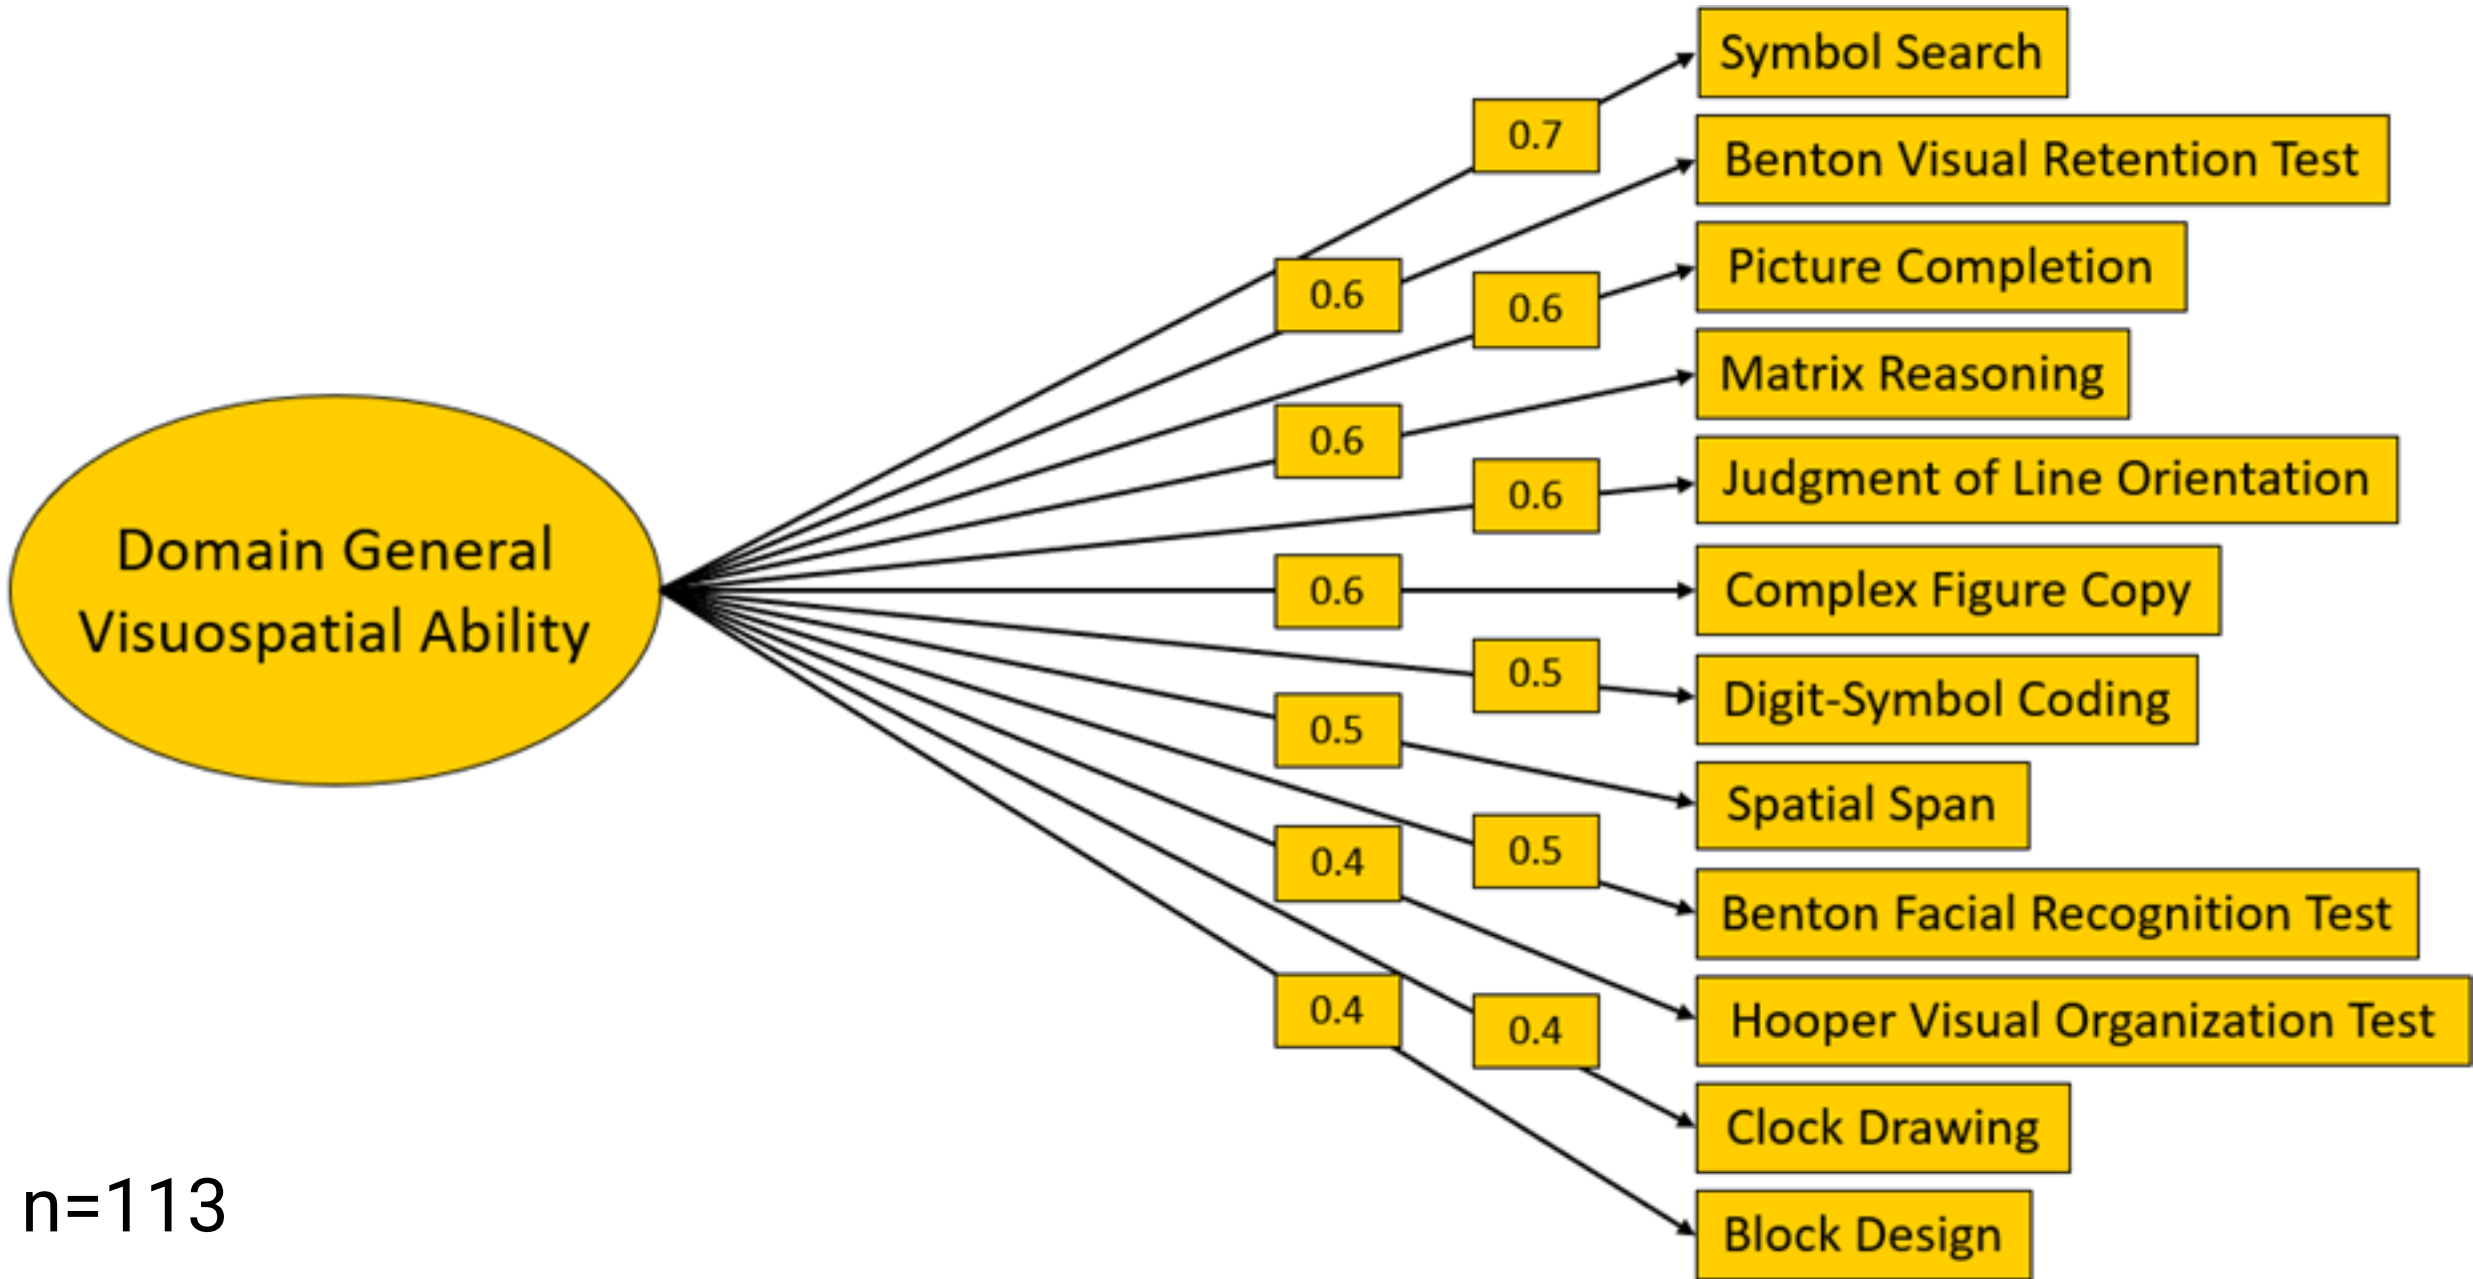 Symbol Search
0.7
Benton Visual Retention Test
0.6
Picture Completion
0.6
Matrix Reasoning
0.6
Judgment of Line Orientation
0.6
Domain General
Visuospatial Ability
Complex Figure Copy
0.6
Digit-Symbol Coding
0.5
Spatial Span
0.5
Benton Facial Recognition Test
0.5
Hooper Visual Organization Test
0.4
Clock Drawing
0.4
Block Design
0.4
n=113